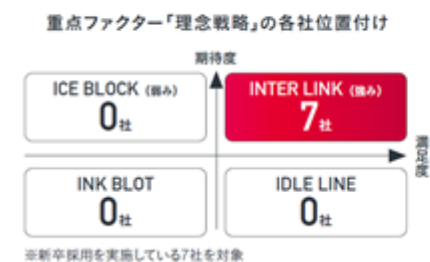 重点ファクター「理念戦略」の各社位置付け
期待度
ICE BLOCK（弱み）
0社
INTER LINK（強み）
7社
満足度
INK BLOT
0社
IDLE LINE
0社
※新卒採用を実施している7社を対象